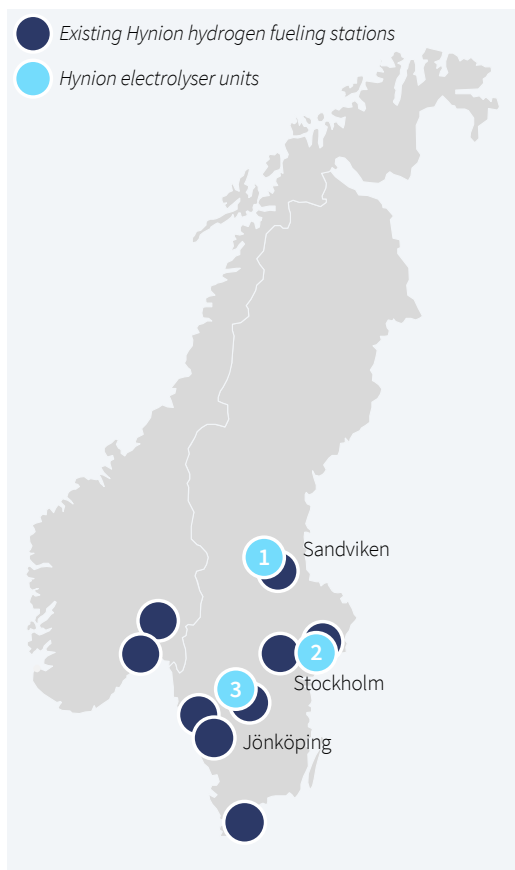 Existing Hynion hydrogen fueling stations
Hynion electrolyser units
1
Sandviken
2
Stockholm
3
Jönköping